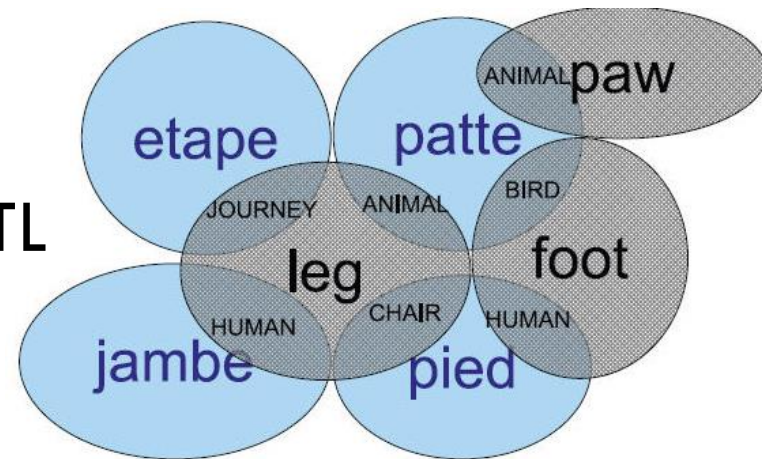 ANIMAL paw
etape patte
BIRD
JOURNEY ANIMAL
TL
leg foot
HUMAN CHAIR HUMAN
jambe pied